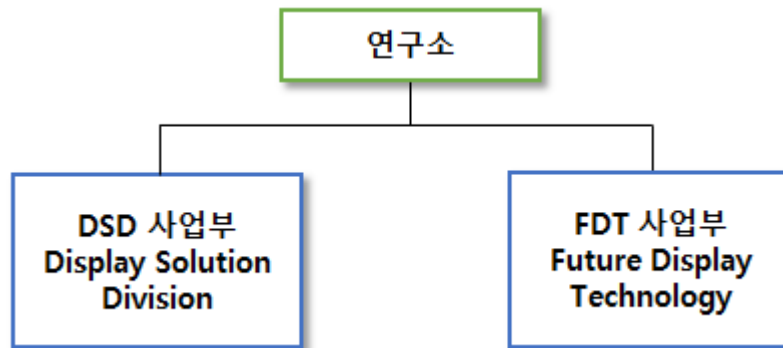 연구소
DSD 사업부
Display Solution
Division
FDT 사업부
Future Display
Technology